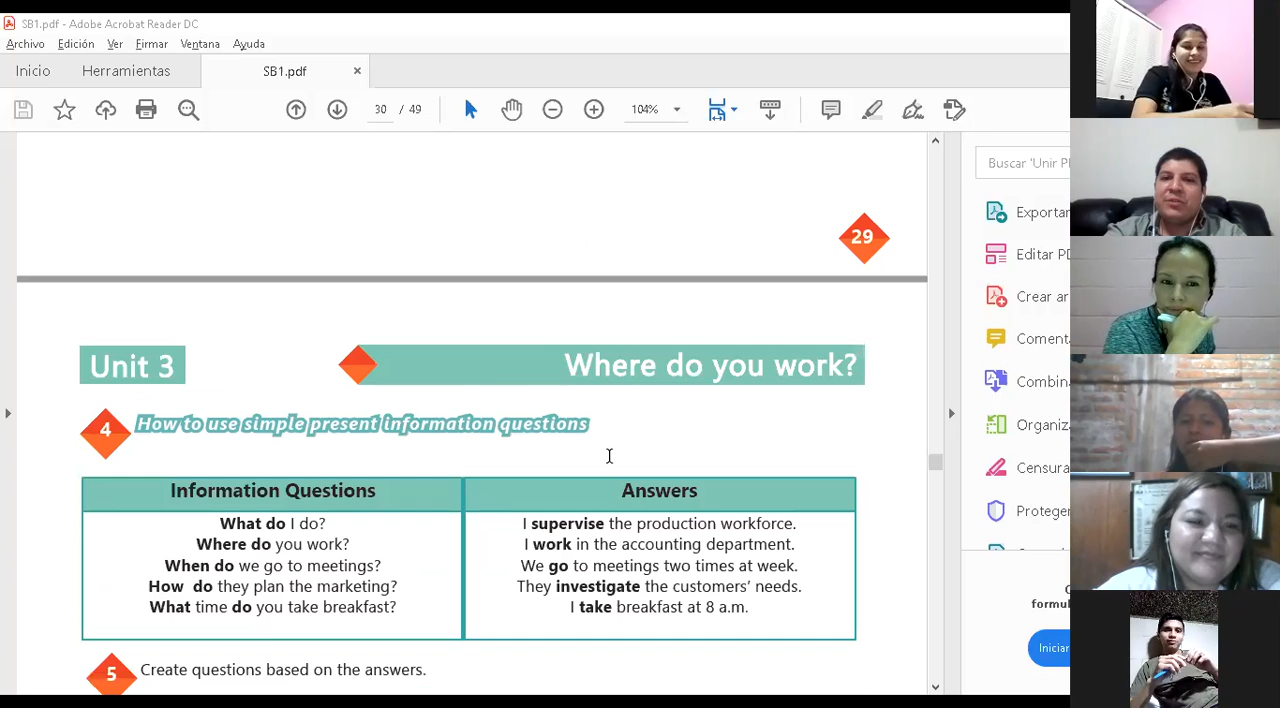 SB1.pdf - Adobe Acrobat Reader DC
Archivo Edición Ver Firmar Ventana Ayuda
Inicio Herramientas SB1.pdf ×
30 / 49 104%
Buscar 'Unir
29
Exportar
Editar PD
Crear ar
Comenta
Combin
Organiz
Censura
Proteger
formu
Iniciar
Unit 3 Where do you work?
4 How to use simple present information questions
Information Questions Answers
What do I do? I supervise the production workforce.
Where do you work? I work in the accounting department.
When do we go to meetings? We go to meetings two times at week.
How do they plan the marketing? They investigate the customers' needs.
What time do you take breakfast? I take breakfast at 8 a.m.
5 Create questions based on the answers.